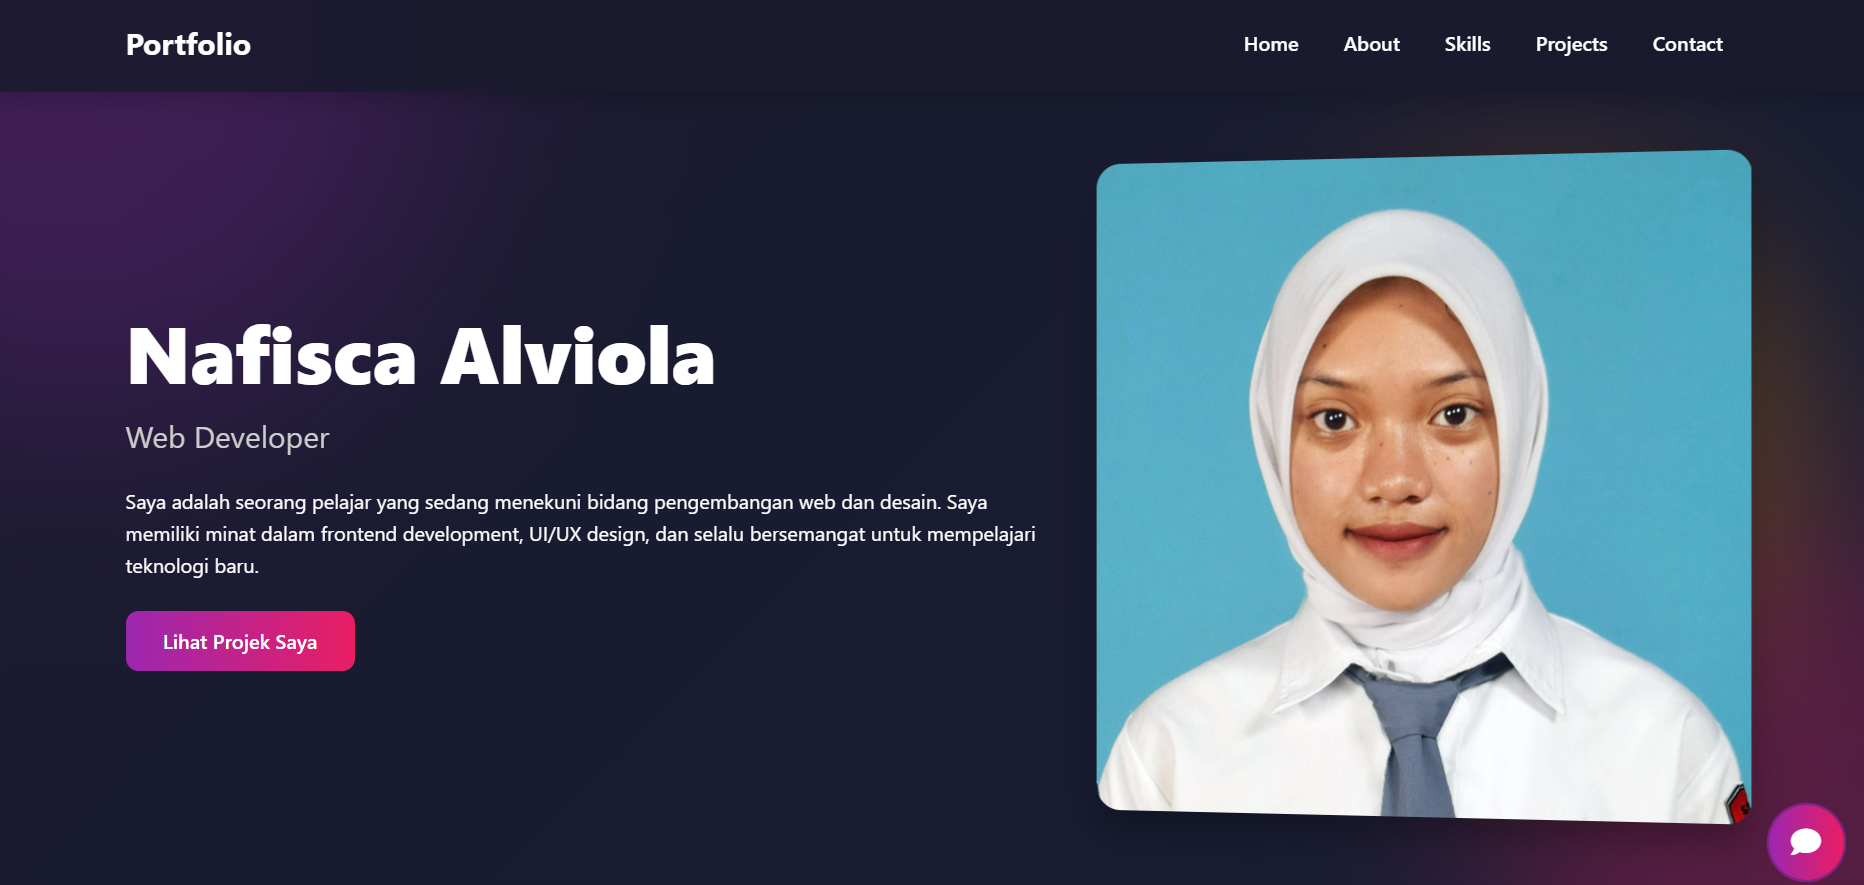 Portfolio
Home
About
Skills
Projects
Contact
Nafisca Alviola
Web Developer
Saya adalah seorang pelajar yang sedang menekuni bidang pengembangan web dan desain. Saya
memiliki minat dalam frontend development, UI/UX design, dan selalu bersemangat untuk mempelajari
teknologi baru.
Lihat Projek Saya